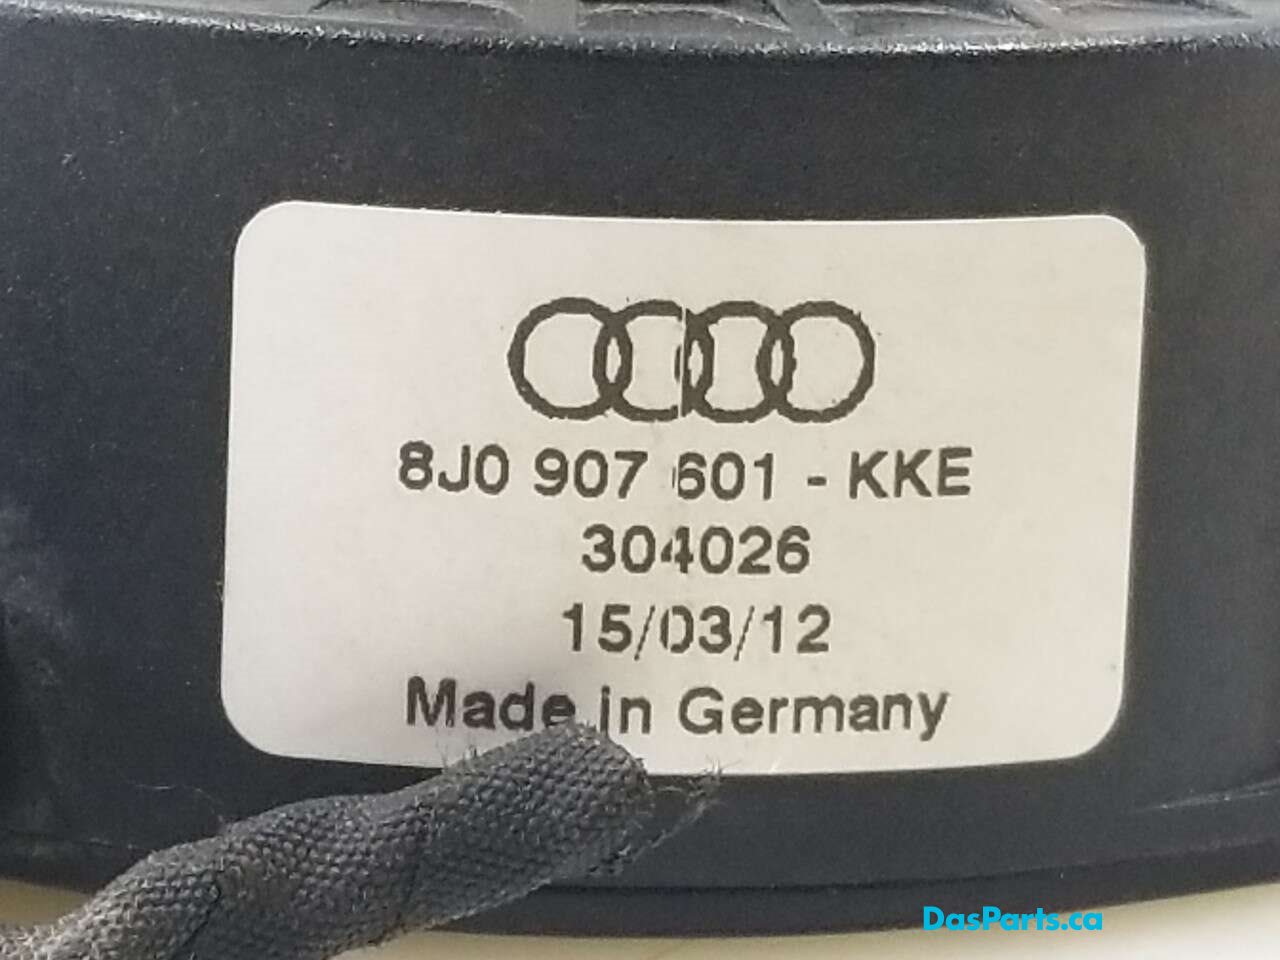 8J0 907 601 - KKE
304026
15/03/12
Made in Germany
DasParts.ca